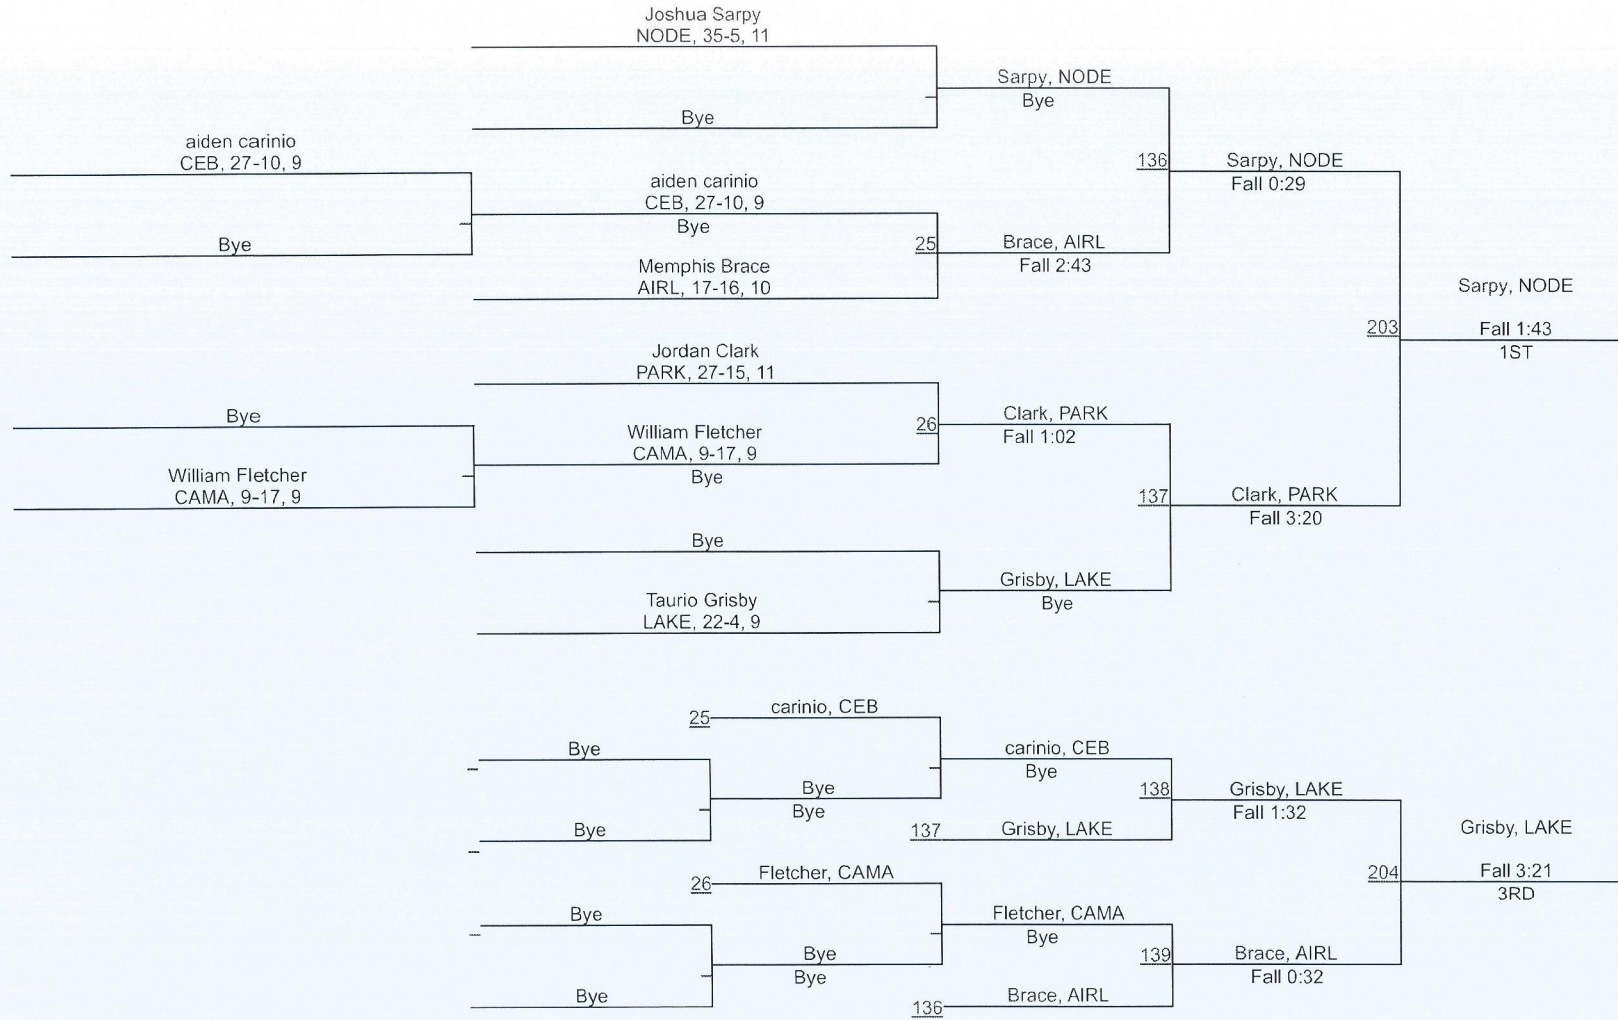 Joshua Sarpy
NODE, 35-5, 11
Sarpy, NODE
Bye
Bye
aiden carinio
CEB, 27-10, 9
136
Sarpy, NODE
Fall 0:29
aiden carinio
CEB, 27-10, 9
Bye
Bye
25
Brace, AIRL
Fall 2:43
Memphis Brace
AIRL, 17-16, 10
Sarpy, NODE
203
Fall 1:43
1ST
Jordan Clark
PARK, 27-15, 11
Bye
26
Clark, PARK
Fall 1:02
William Fletcher
CAMA, 9-17, 9
Bye
William Fletcher
CAMA, 9-17, 9
137
Clark, PARK
Fall 3:20
Bye
Grisby, LAKE
Bye
Taurio Grisby
LAKE, 22-4, 9
25
carinio, CEB
Bye
carinio, CEB
Bye
Bye
Bye
138
Grisby, LAKE
Fall 1:32
Bye
137
Grisby, LAKE
Grisby, LAKE
26
Fletcher, CAMA
204
Fall 3:21
3RD
Bye
Fletcher, CAMA
Bye
Bye
Bye
139
Brace, AIRL
Fall 0:32
Bye
136
Brace, AIRL